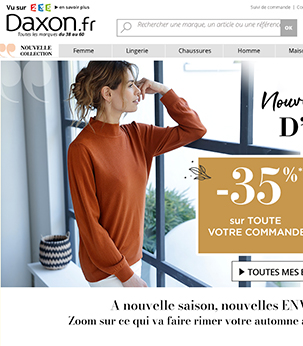 Vu sur ▶ en savoir plus
Suivi de commande |
Daxon.fr
Toutes les marques du 38 au 60
Rechercher une marque, un article ou une référence
OK
NOUVELLE
COLLECTION
Femme Lingerie Chaussures Homme
Nouv
D'
-35%*
sur TOUTE
VOTRE COMMANDE
▶ TOUTES MES
A nouvelle saison, nouvelles ENV
Zoom sur ce qui va faire rimer votre automne a